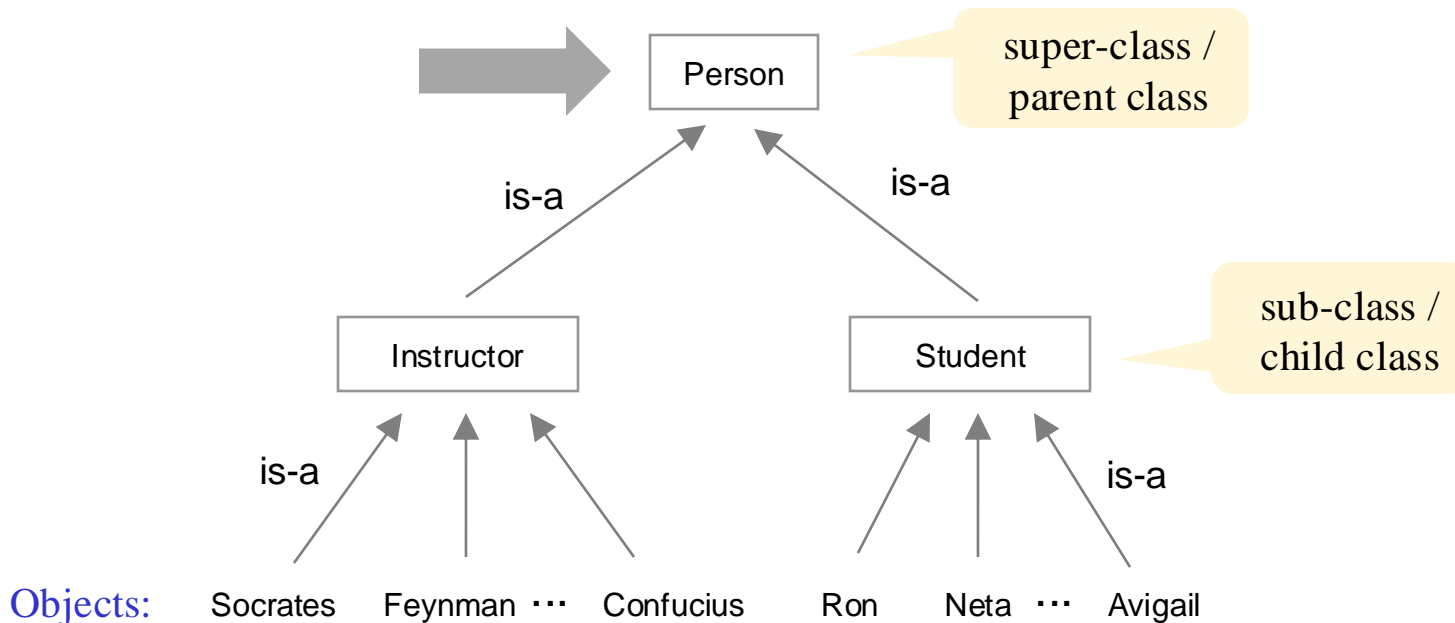 super-class /
Person
parent class
is-a
is-a
sub-class /
Instructor
Student
child class
is-a
is-a
Objects: Socrates Feynman ··· Confucius Ron Neta ··· Avigail